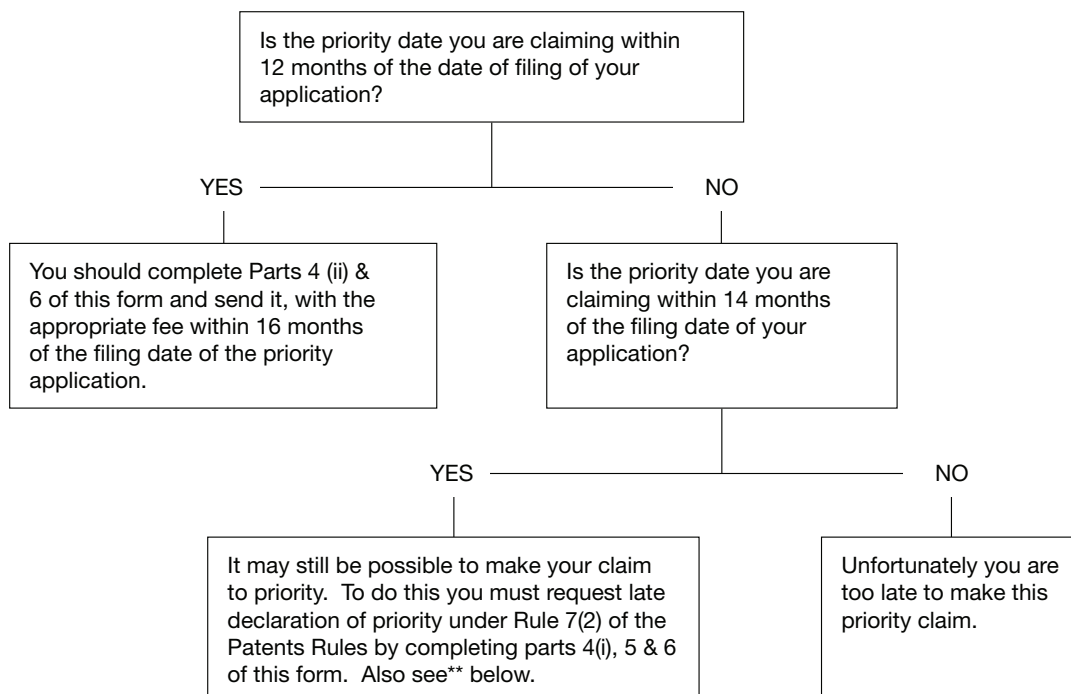 Is the priority date you are claiming within
12 months of the date of filing of your
application?
YES
NO
You should complete Parts 4 (ii) &
6 of this form and send it, with the
appropriate fee within 16 months
of the filing date of the priority
application.
Is the priority date you are
claiming within 14 months
of the filing date of your
application?
YES
NO
It may still be possible to make your claim
to priority. To do this you must request late
declaration of priority under Rule 7(2) of the
Patents Rules by completing parts 4(i), 5 & 6
of this form. Also see** below.
Unfortunately you are
too late to make this
priority claim.